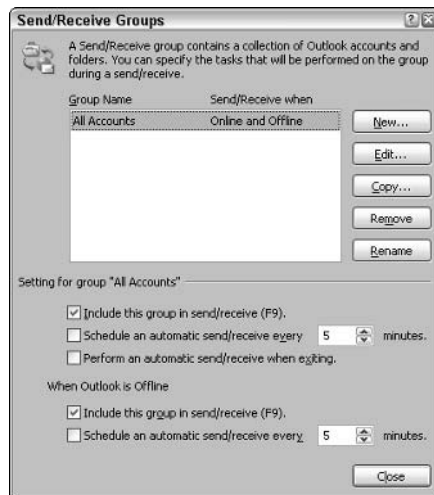 Send/Receive Groups
A Send/Receive group contains a collection of Outlook accounts and
folders. You can specify the tasks that will be performed on the group
during a send/receive.
Group Name Send/Receive when
All Accounts Online and Offline
New...
Edit...
Copy...
Remove
Rename
Setting for group "All Accounts"
Include this group in send/receive (F9).
Schedule an automatic send/receive every 5 minutes.
Perform an automatic send/receive when exiting.
When Outlook is Offline
Include this group in send/receive (F9).
Schedule an automatic send/receive every 5 minutes.
Close